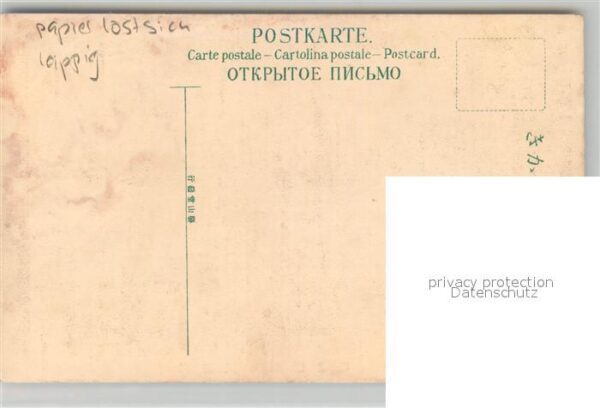 papier löst sich
lappig
POSTKARTE.
Carte postale – Cartolina postale – Postcard.
ОТКРЫТОЕ ПИСЬМО
privacy protection
Datenschutz